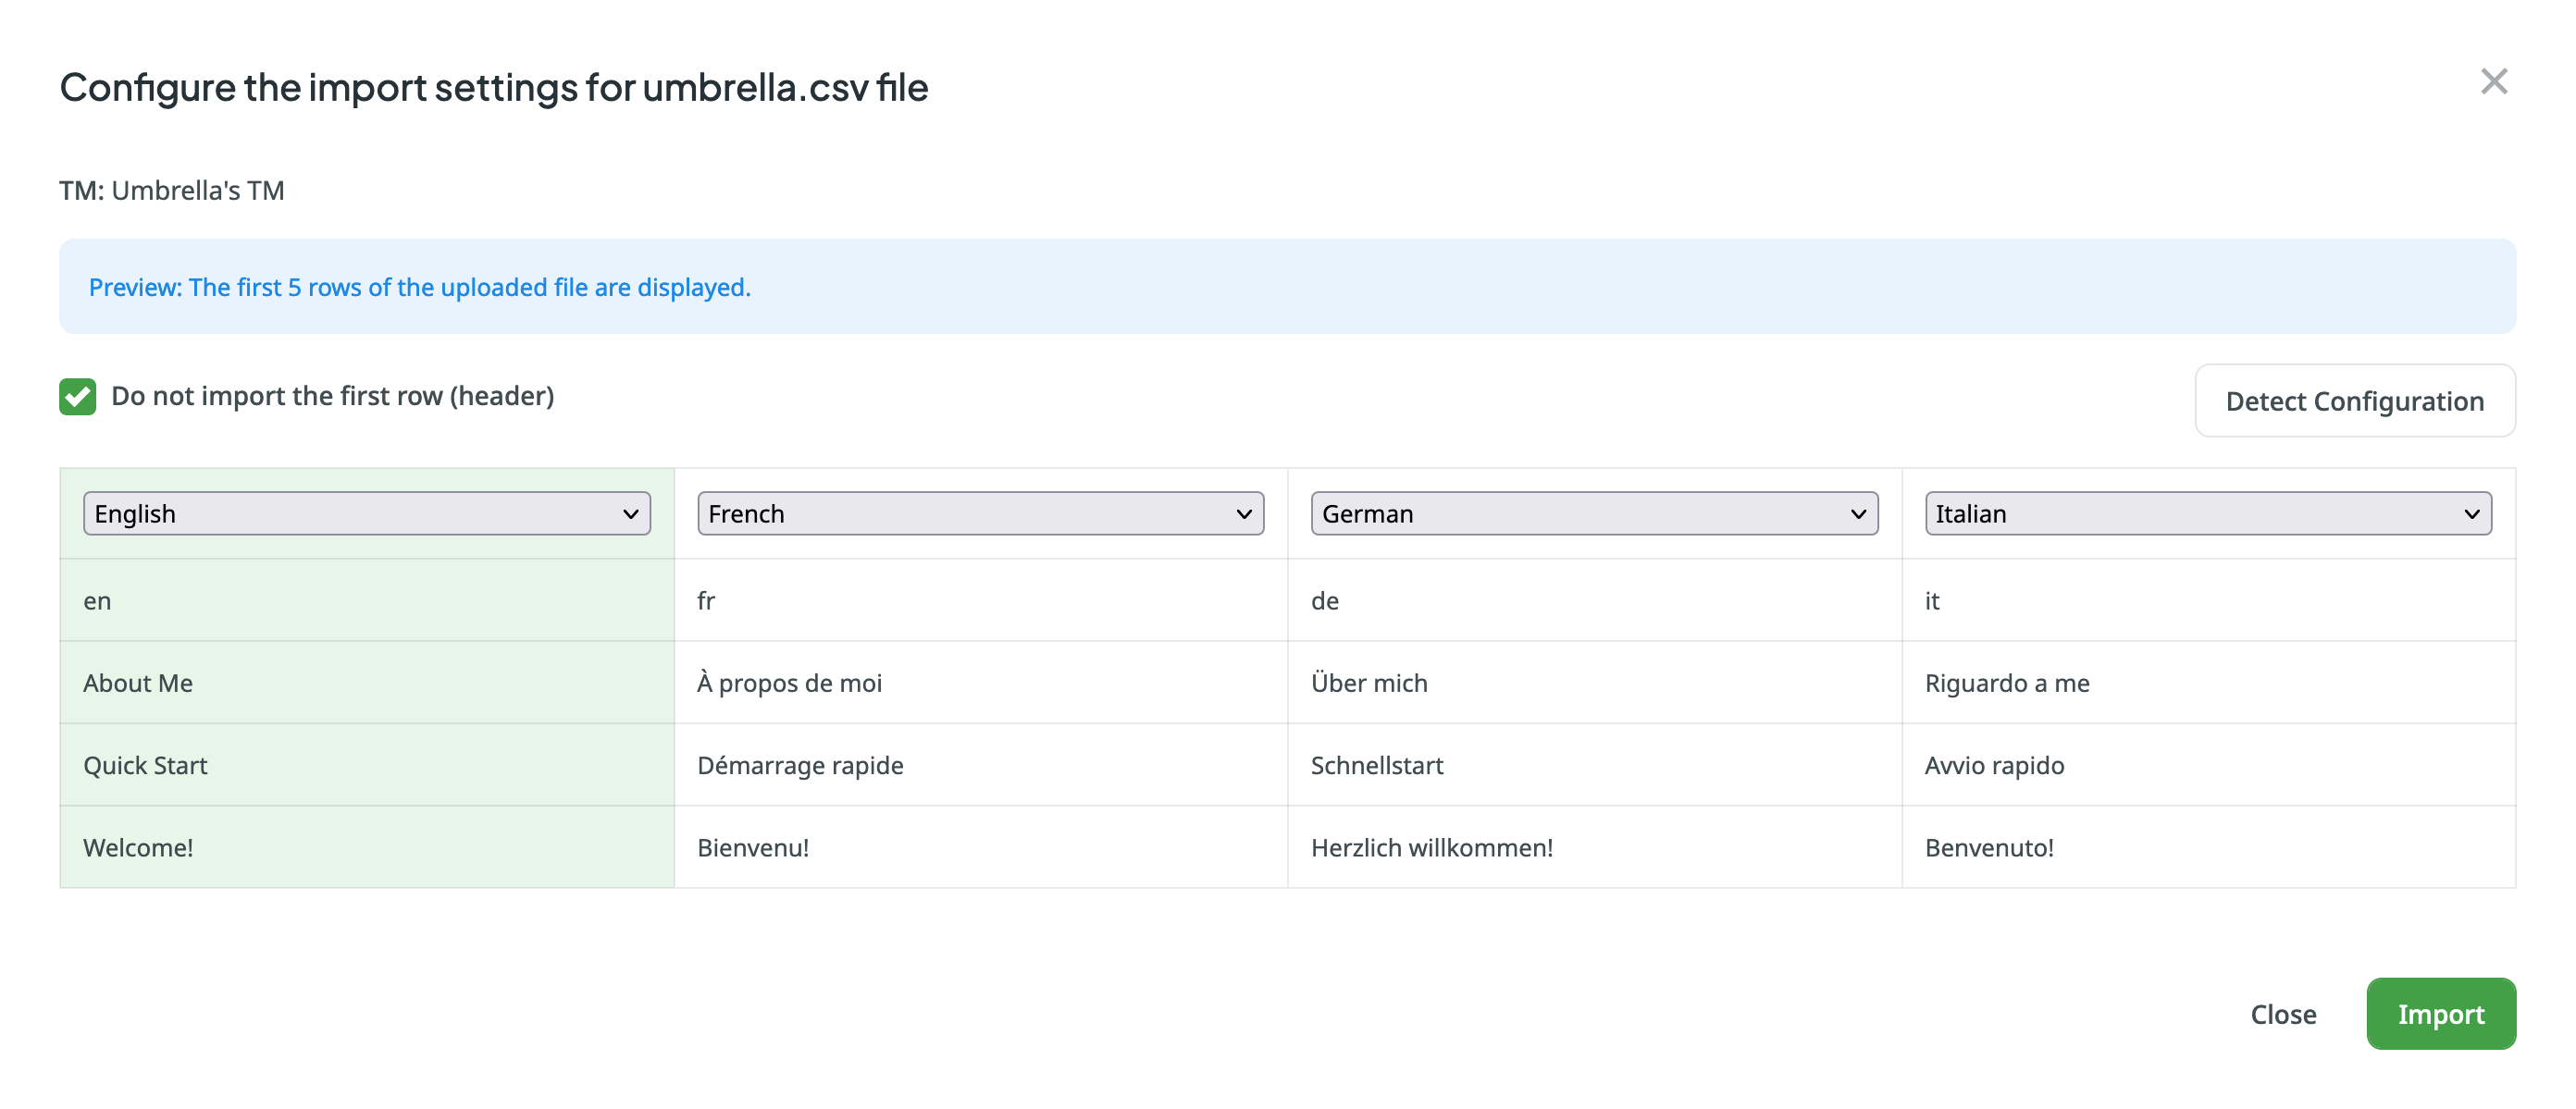 Configure the import settings for umbrella.csv file
TM: Umbrella's TM
Preview: The first 5 rows of the uploaded file are displayed.
Do not import the first row (header)
Detect Configuration
English French German Italian
en fr de it
About Me À propos de moi Über mich Riguardo a me
Quick Start Démarrage rapide Schnellstart Avvio rapido
Welcome! Bienvenu! Herzlich willkommen! Benvenuto!
Close Import